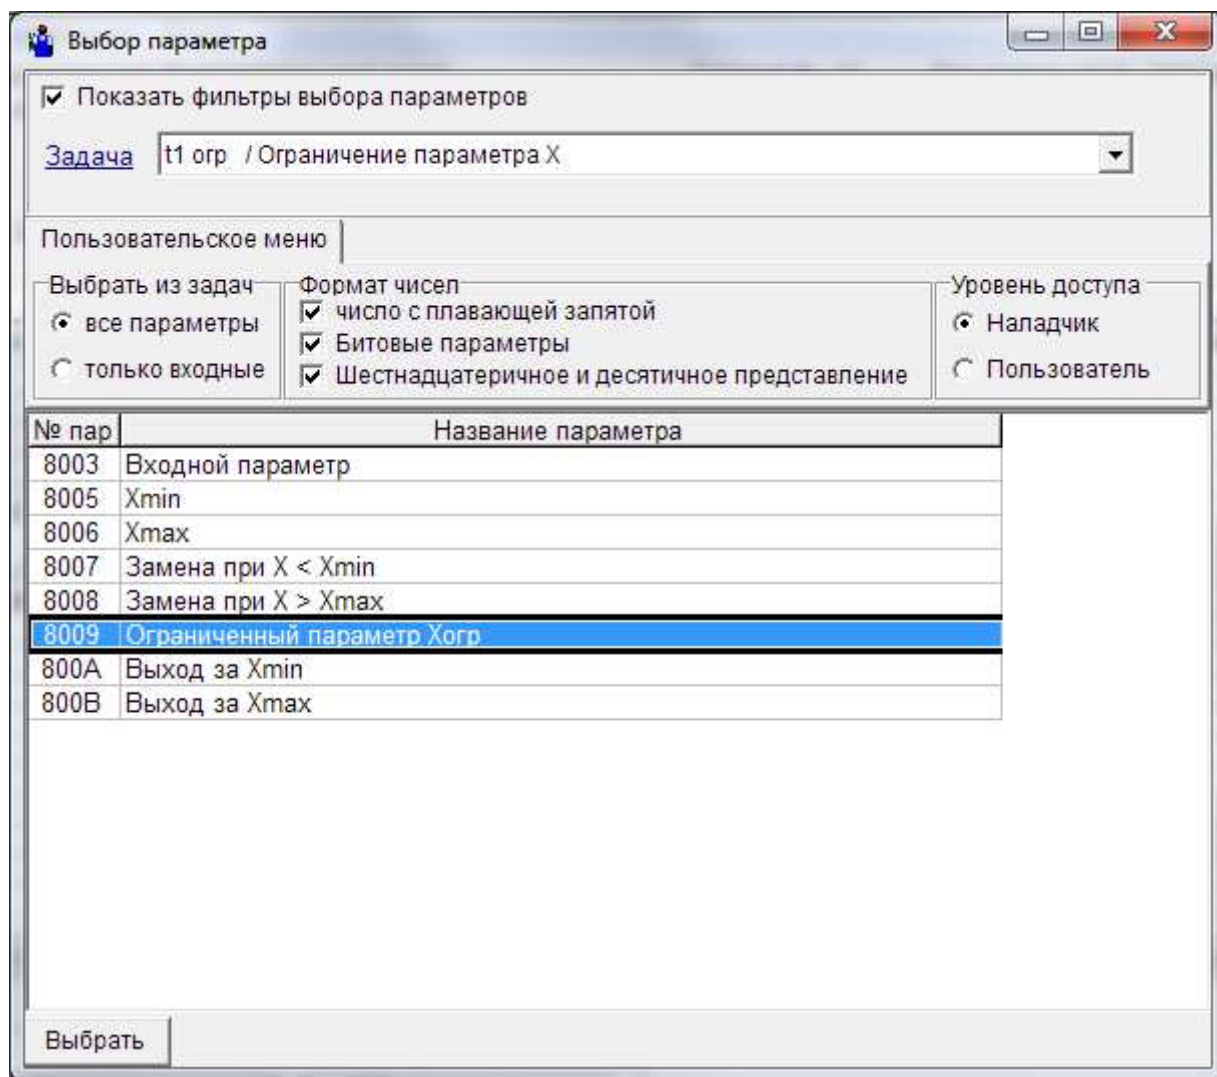 Выбор параметра
Показать фильтры выбора параметров
Задача t1 огр / Ограничение параметра X
Пользовательское меню
Выбрать из задач Формат чисел Уровень доступа
все параметры число с плавающей запятой Наладчик
Битовые параметры
только входные Шестнадцатеричное и десятичное представление Пользователь
№ пар Название параметра
8003 Входной параметр
8005 Xmin
8006 Xmax
8007 Замена при X < Xmin
8008 Замена при X > Xmax
8009 Ограниченный параметр Xогр
800A Выход за Xmin
800B Выход за Xmax
Выбрать